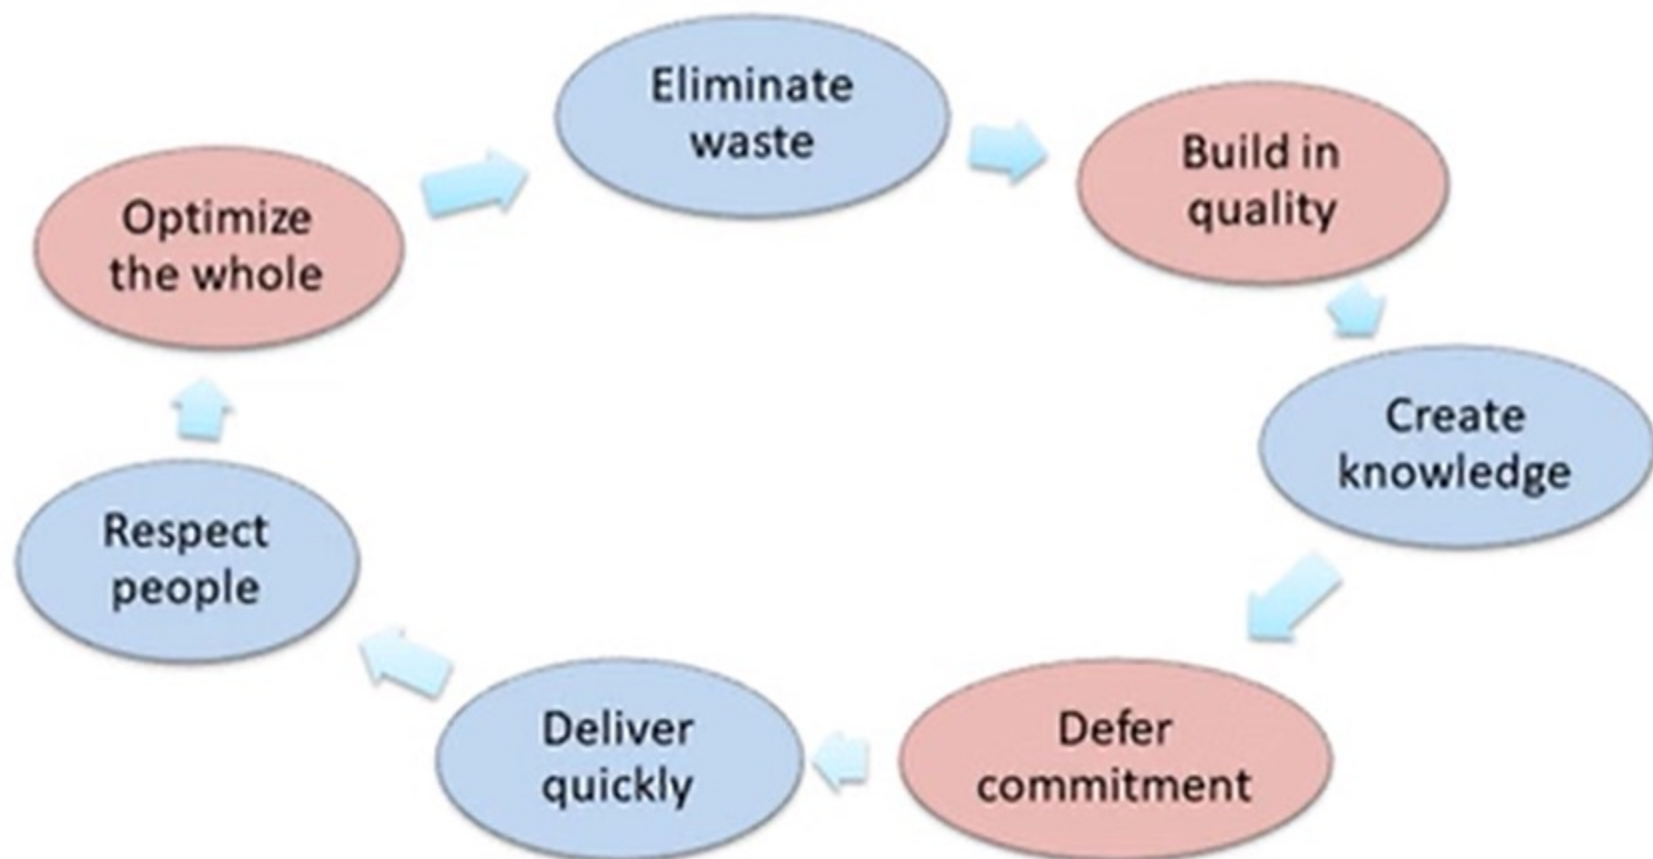 Eliminate
waste
Build in
quality
Create
knowledge
Defer
commitment
Deliver
quickly
Respect
people
Optimize
the whole